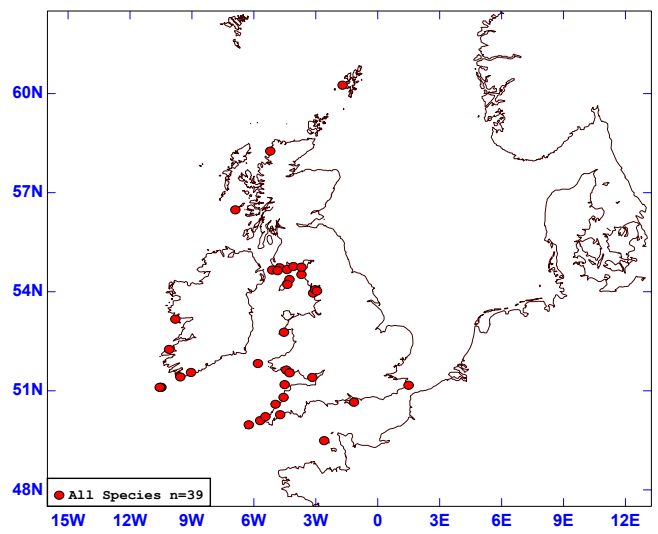 60N
57N
54N
51N
48N
All Species n=39
15W 12W 9W 6W 3W 0 3E 6E 9E 12E